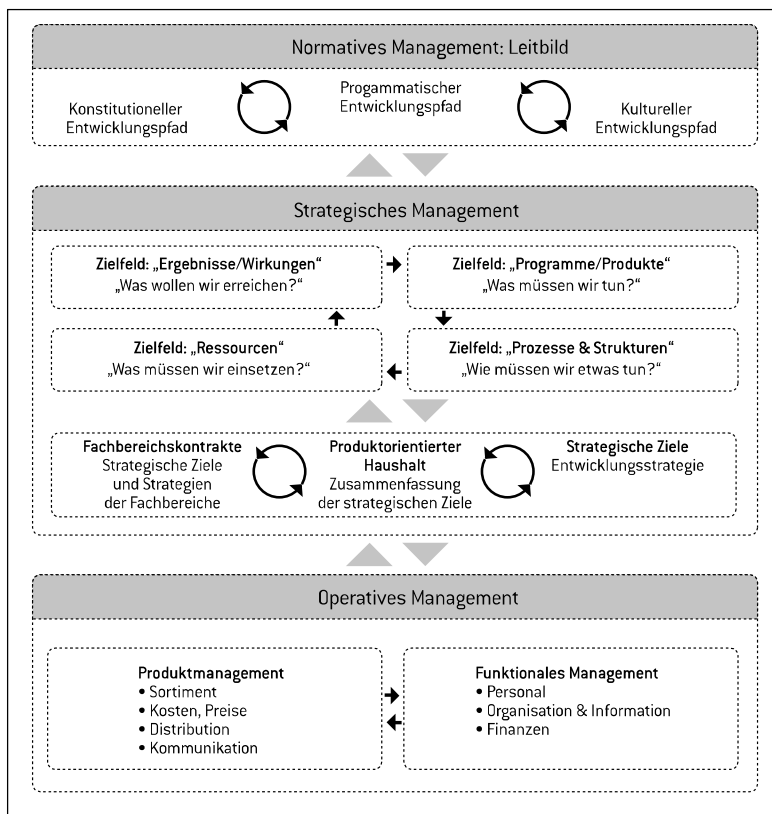 Normatives Management: Leitbild
Konstitutioneller
Entwicklungspfad
Progammatischer
Entwicklungspfad
Kultureller
Entwicklungspfad
Strategisches Management
Zielfeld: „Ergebnisse/Wirkungen“
„Was wollen wir erreichen?“
Zielfeld: „Programme/Produkte“
„Was müssen wir tun?“
Zielfeld: „Ressourcen“
„Was müssen wir einsetzen?“
Zielfeld: „Prozesse & Strukturen“
„Wie müssen wir etwas tun?“
Fachbereichskontrakte
Strategische Ziele
und Strategien
der Fachbereiche
Produktorientierter
Haushalt
Zusammenfassung
der strategischen Ziele
Strategische Ziele
Entwicklungsstrategie
Operatives Management
Produktmanagement
• Sortiment
• Kosten, Preise
• Distribution
• Kommunikation
Funktionales Management
• Personal
• Organisation & Information
• Finanzen